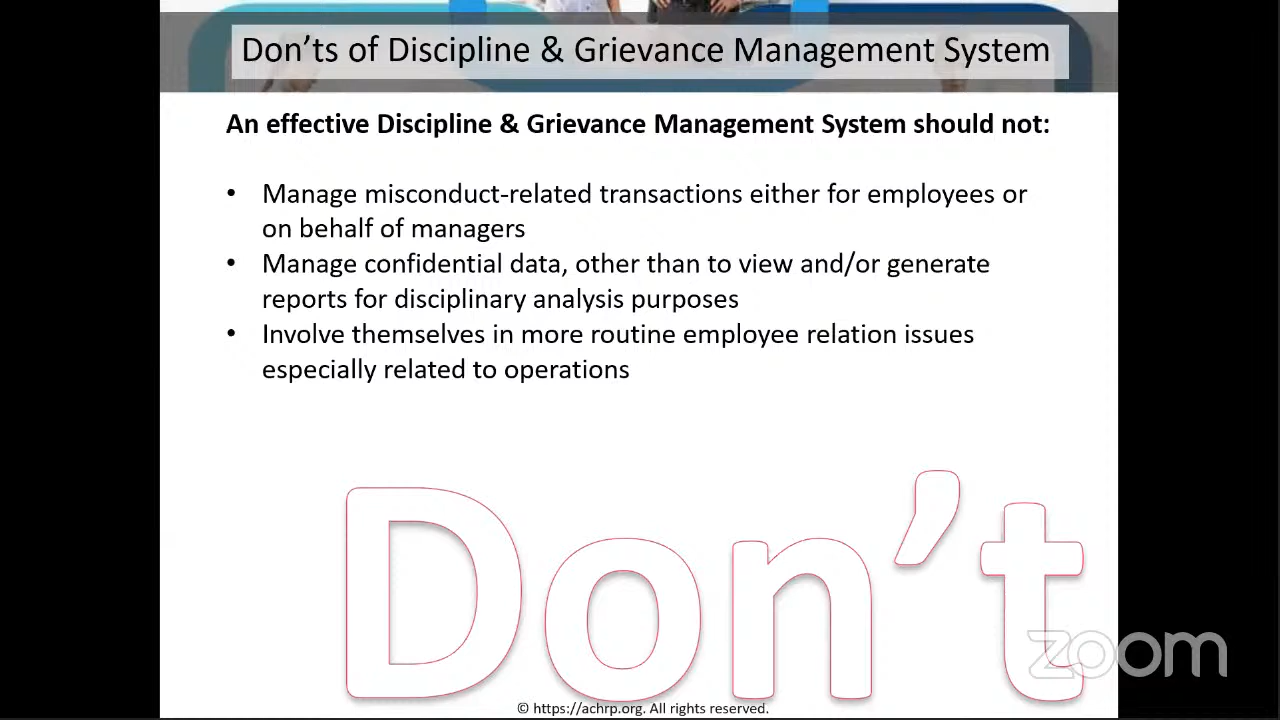 Don’ts of Discipline & Grievance Management System
An effective Discipline & Grievance Management System should not:
• Manage misconduct-related transactions either for employees or
on behalf of managers
• Manage confidential data, other than to view and/or generate
reports for disciplinary analysis purposes
• Involve themselves in more routine employee relation issues
especially related to operations
Don’t
zoom
© https://achrp.org. All rights reserved.